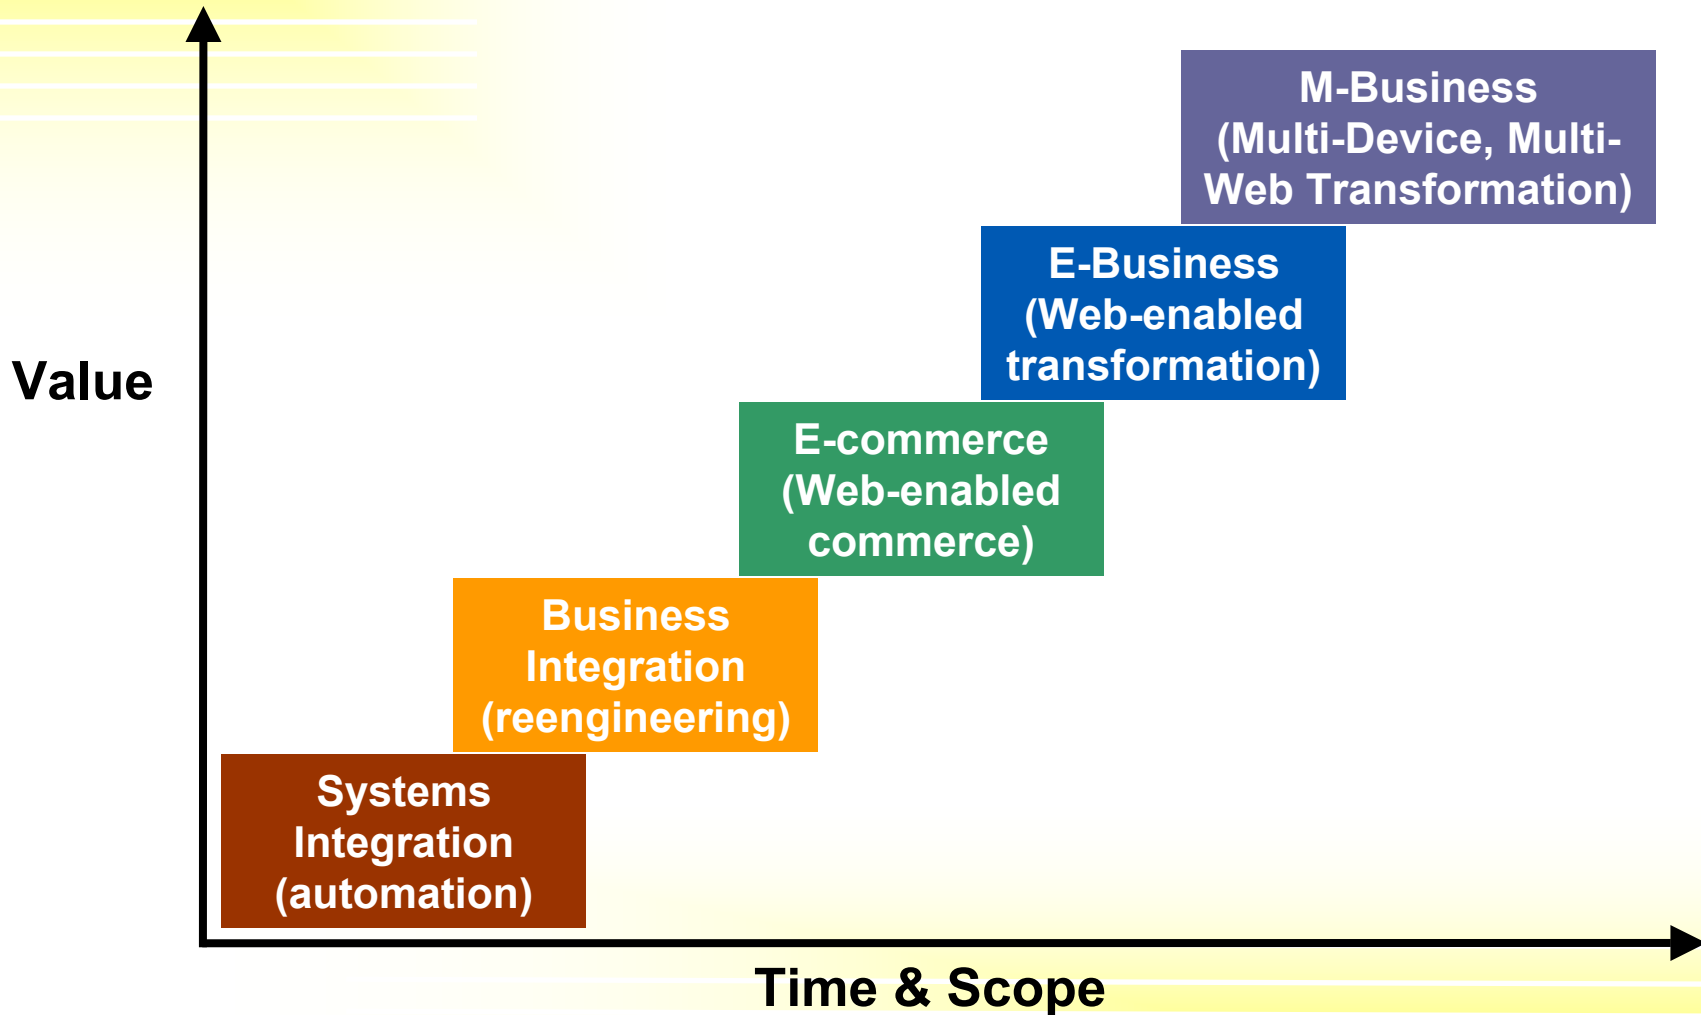 M-Business
(Multi-Device, Multi-
Web Transformation)
E-Business
(Web-enabled
transformation)
Value
E-commerce
(Web-enabled
commerce)
Business
Integration
(reengineering)
Systems
Integration
(automation)
Time & Scope